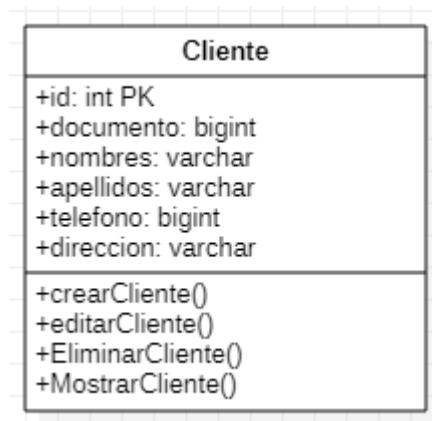 Cliente
+id: int PK
+documento: bigint
+nombres: varchar
+apellidos: varchar
+telefono: bigint
+direccion: varchar
+crearCliente()
+editarCliente()
+EliminarCliente()
+MostrarCliente()